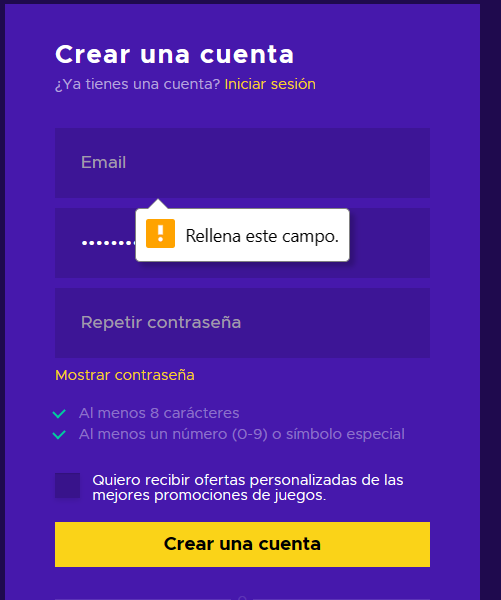 Crear una cuenta
¿Ya tienes una cuenta? Iniciar sesión
Email
Rellena este campo.
Repetir contraseña
Mostrar contraseña
Al menos 8 carácteres
Al menos un número (0-9) o símbolo especial
Quiero recibir ofertas personalizadas de las
mejores promociones de juegos.
Crear una cuenta